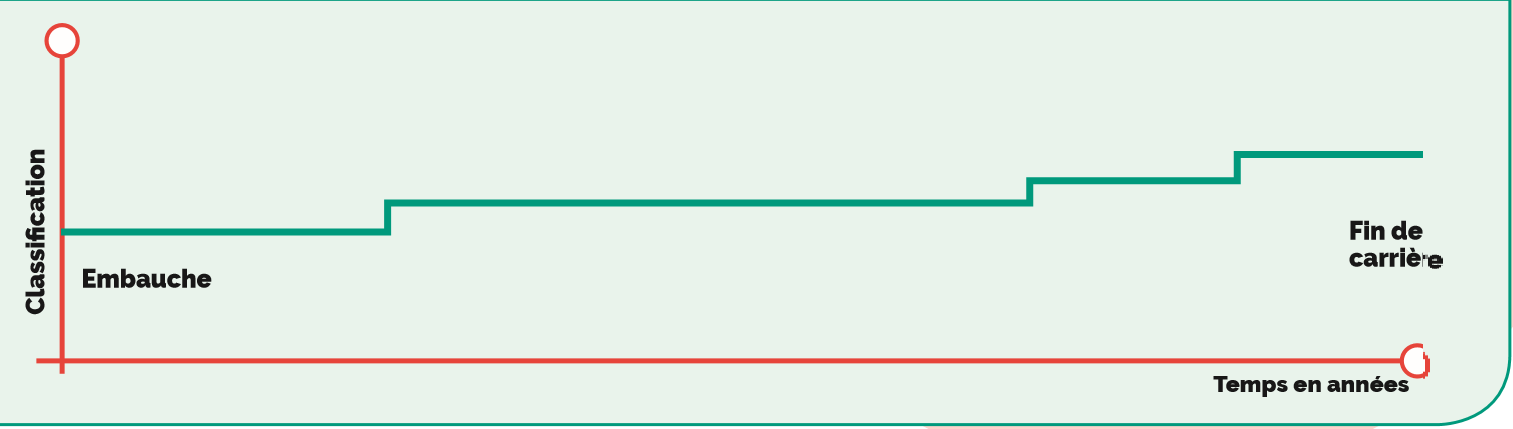 Classification
Embauche
Fin de
carrière
Temps en années